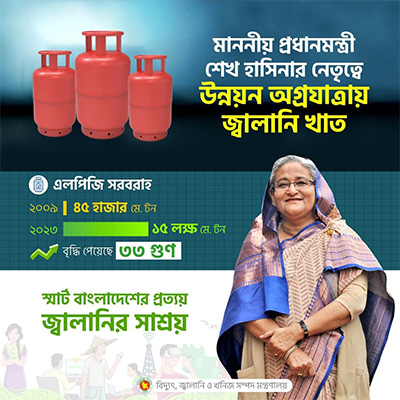 মাননীয় প্রধানমন্ত্রী
শেখ হাসিনার নেতৃত্বে
উন্নয়ন অগ্রযাত্রায়
জ্বালানি খাত
এলপিজি সরবরাহ
২০০৯ ৪৫ হাজার মে. টন
২০২৩ ১৫ লক্ষ মে. টন
বৃদ্ধি পেয়েছে ৩৩ গুণ
স্মার্ট বাংলাদেশের প্রত্যয়
জ্বালানির সাশ্রয়
বিদ্যুৎ, জ্বালানি ও খনিজ সম্পদ মন্ত্রণালয়